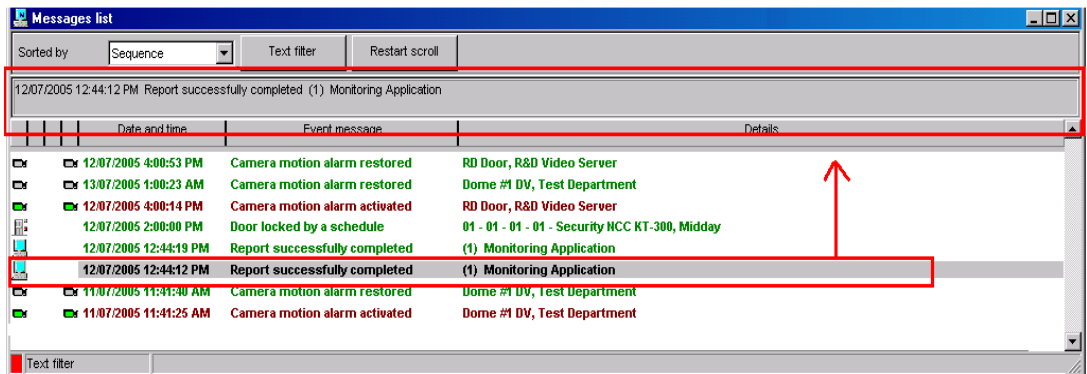 Messages list
Sorted by Sequence Text filter Restart scroll
12/07/2005 12:44:12 PM Report successfully completed (1) Monitoring Application
Date and time Event message Details
12/07/2005 4:00:53 PM Camera motion alarm restored RD Door, R&D Video Server
13/07/2005 1:00:23 AM Camera motion alarm restored Dome #1 DV, Test Department
12/07/2005 4:00:14 PM Camera motion alarm activated RD Door, R&D Video Server
12/07/2005 2:00:00 PM Door locked by a schedule 01 - 01 - 01 - 01 - Security NCC KT-300, Midday
12/07/2005 12:44:19 PM Report successfully completed (1) Monitoring Application
12/07/2005 12:44:12 PM Report successfully completed (1) Monitoring Application
11/07/2005 11:41:40 AM Camera motion alarm restored Dome #1 DV, Test Department
11/07/2005 11:41:25 AM Camera motion alarm activated Dome #1 DV, Test Department
Text filter